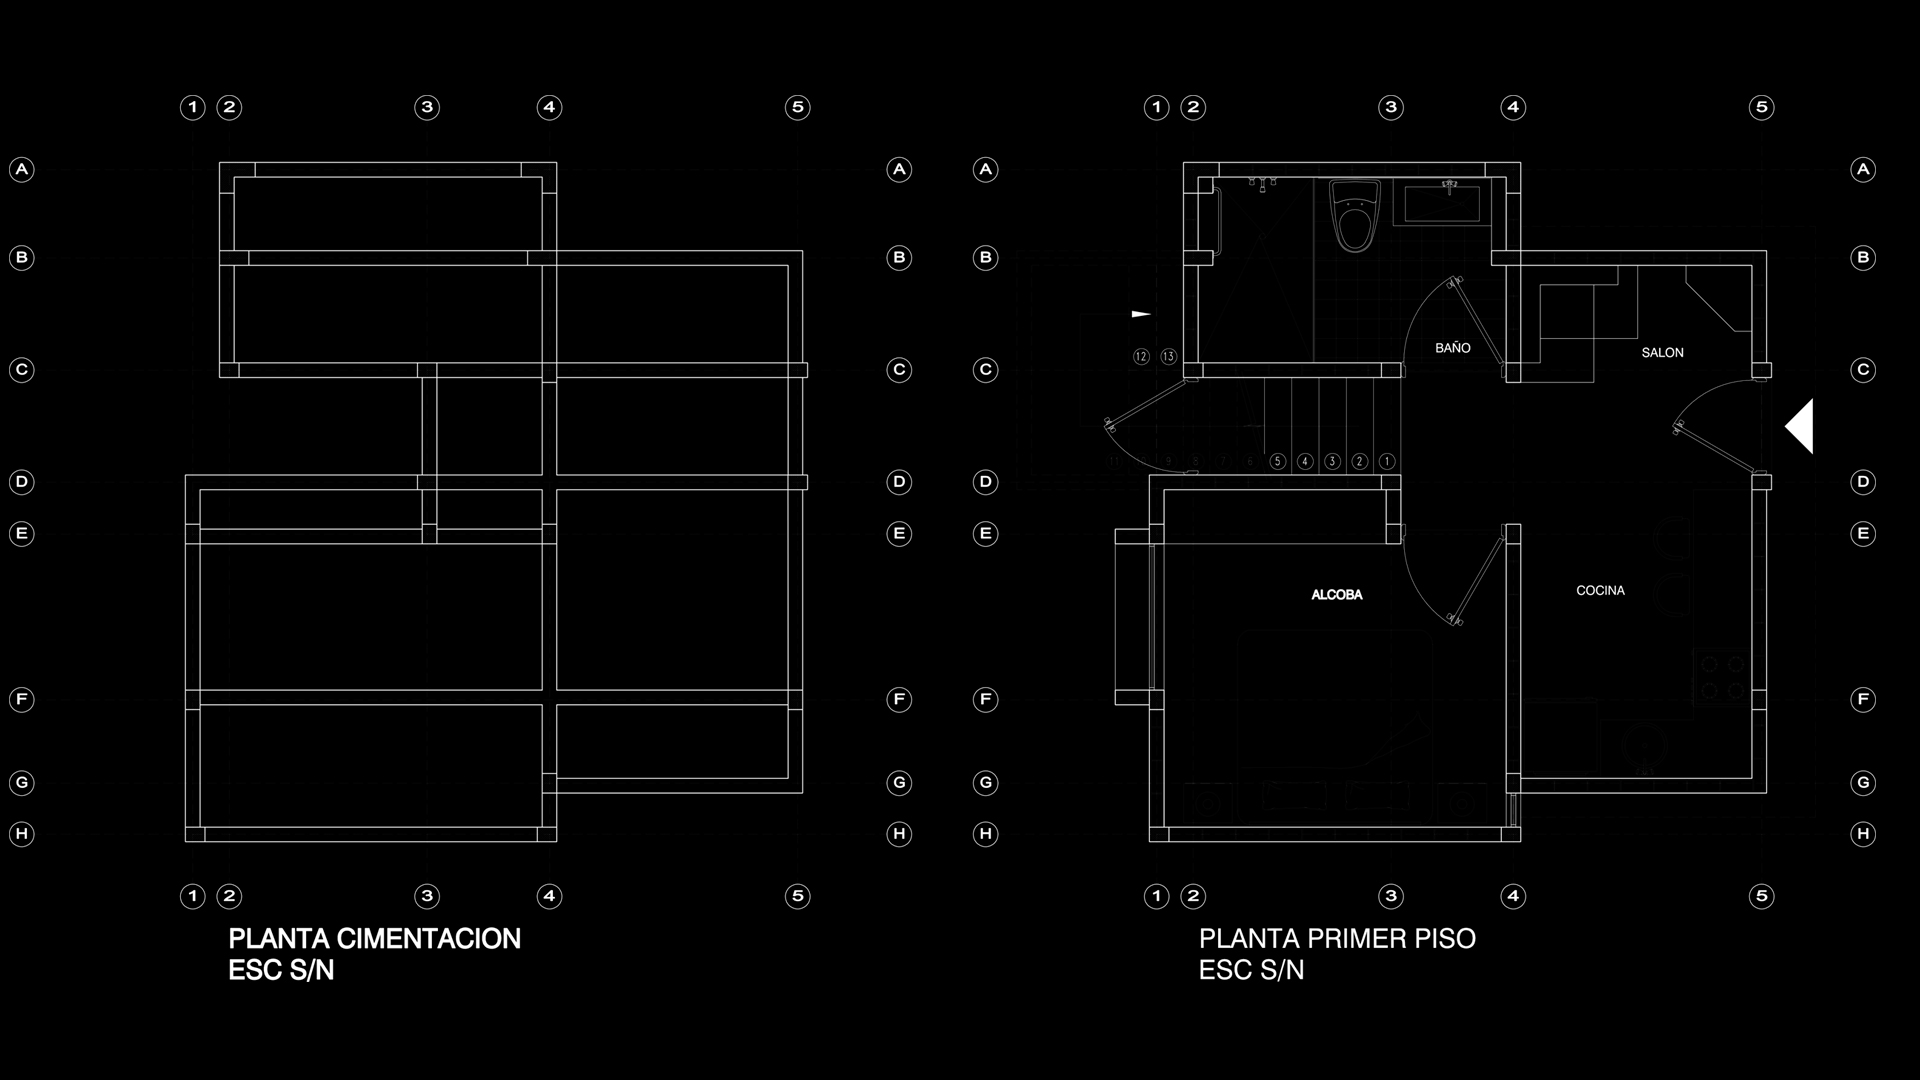 1 2 3 4 5
1 2 3 4 5
A A A A
B B B B
BAÑO
SALON
12 13
C C C C
11 9 8 7 6 5 4 3 2 1
D D D D
E E E E
ALCOBA
COCINA
F F F F
G G G G
H H H H
1 2 3 4 5
1 2 3 4 5
PLANTA CIMENTACION
ESC S/N
PLANTA PRIMER PISO
ESC S/N